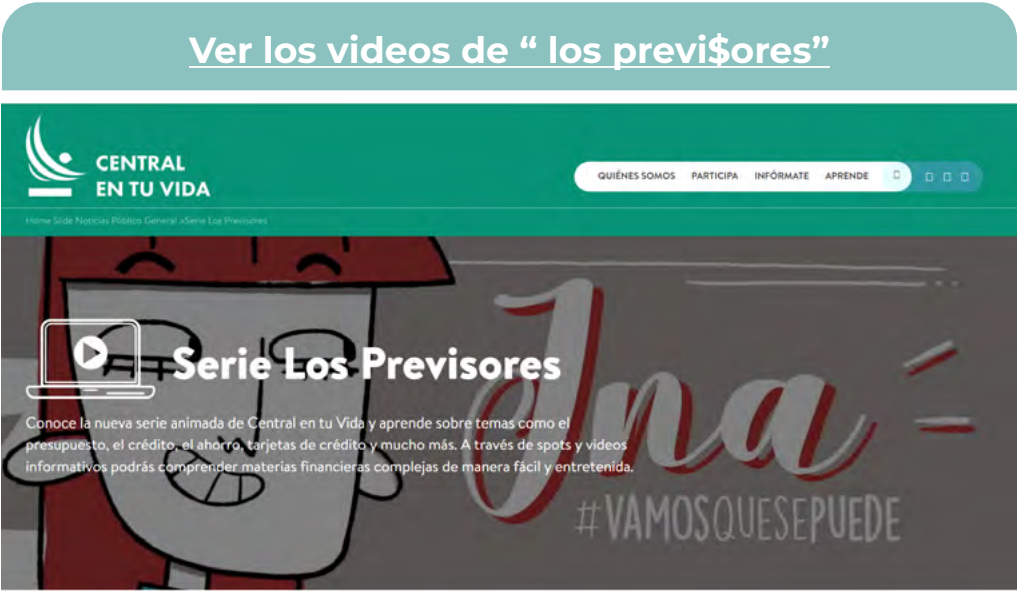 Ver los videos de “ los previ$ores”
CENTRAL
EN TU VIDA
QUIÉNES SOMOS PARTICIPA INFÓRMATE APRENDE
Home Slide Noticias Público General »Serie Los Previsores
Serie Los Previsores
Conoce la nueva serie animada de Central en tu Vida y aprende sobre temas como el
presupuesto, el crédito, el ahorro, tarjetas de crédito y mucho más. A través de spots y videos
informativos podrás comprender materias financieras complejas de manera fácil y entretenida.
Ina
#VAMOSQUESEPUEDE